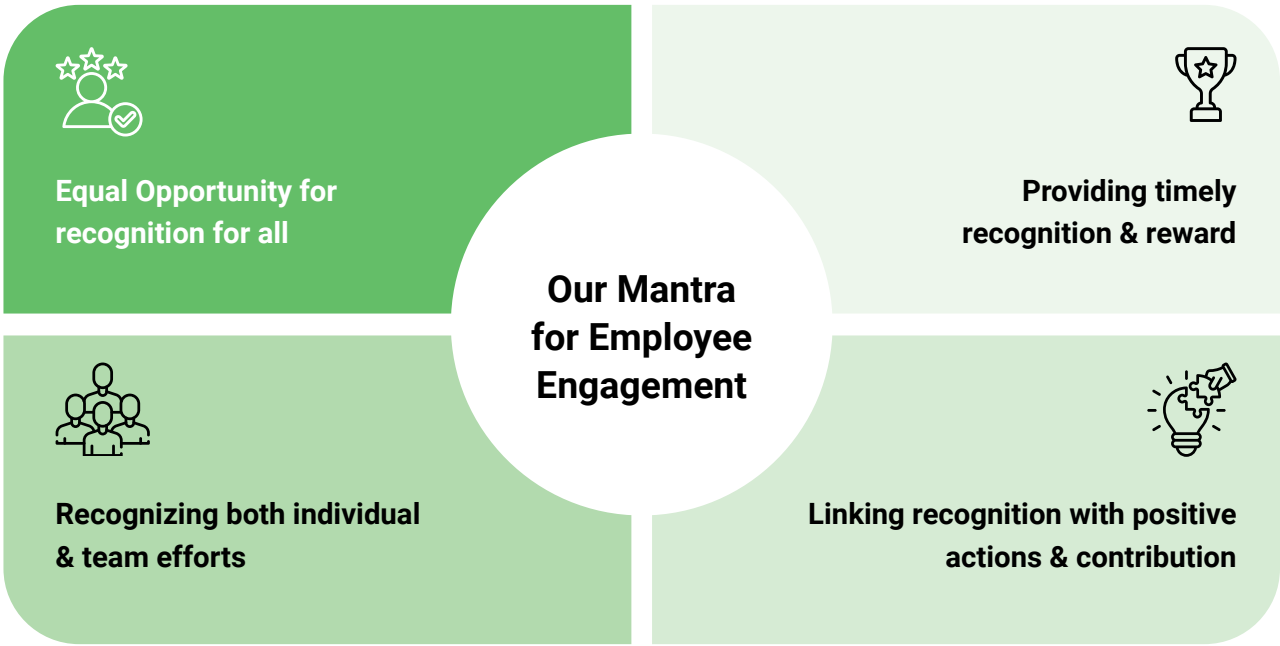 Equal Opportunity for
recognition for all
Providing timely
recognition & reward
Our Mantra
for Employee
Engagement
Recognizing both individual
& team efforts
Linking recognition with positive
actions & contribution